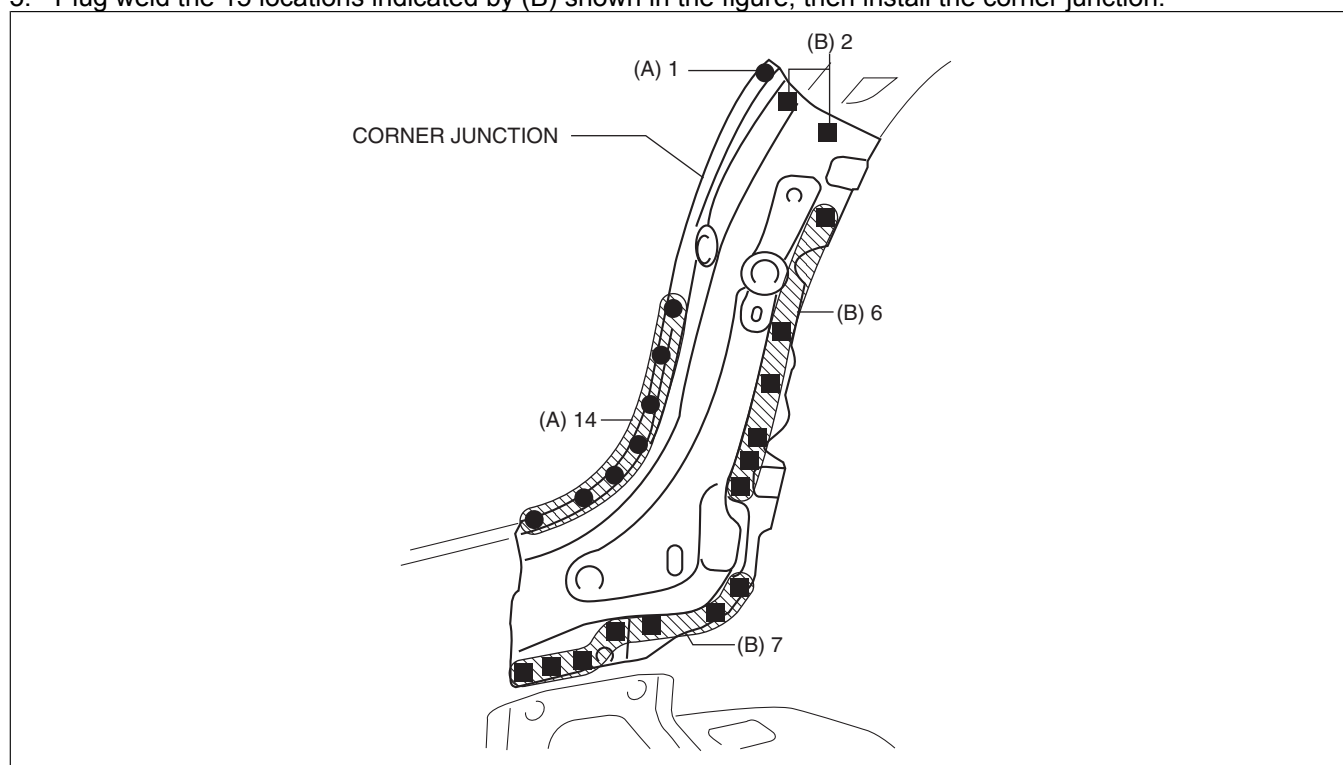 Plug weld the 15 locations indicated by (B) shown in the figure, then install the corner junction.
(B) 2
(A) 1
CORNER JUNCTION
(B) 6
(A) 14
(B) 7